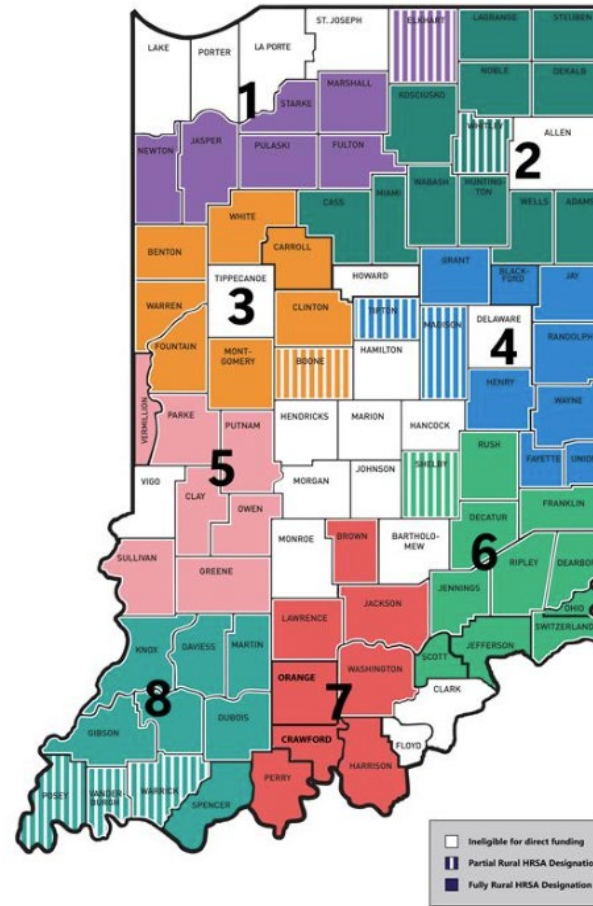 ST. JOSEPH
ELKHART
LAGRANGE
STEUBEN
LAKE
PORTER
LA PORTE
1
STARKE
MARSHALL
KOSCIUSKO
NOBLE
DEKALB
NEWTON
JASPER
PULASKI
FULTON
WHITLEY
ALLEN
2
WHITE
CASS
MIAMI
WABASH
HUNTING-
TON
WELLS
ADAMS
BENTON
CARROLL
TIPPECANOE
3
HOWARD
GRANT
BLACK-
FORD
JAY
WARREN
CLINTON
TIPTON
MADISON
DELAWARE
4
RANDOLPH
FOUNTAIN
MONT-
GOMERY
BOONE
HAMILTON
HENRY
WAYNE
VERMILLION
PARKE
PUTNAM
HENDRICKS
MARION
HANCOCK
RUSH
FAYETTE
UNION
5
VIGO
CLAY
OWEN
MORGAN
JOHNSON
SHELBY
FRANKLIN
DECATUR
6
SULLIVAN
GREENE
MONROE
BROWN
BARTHOLO-
MEW
RIPLEY
DEARBO
JENNINGS
OHIO
SWITZERLAND
KNOX
DAVIESS
MARTIN
LAWRENCE
JACKSON
JEFFERSON
SCOTT
ORANGE
WASHINGTON
CLARK
8
7
GIBSON
DUBOIS
CRAWFORD
FLOYD
PERRY
HARRISON
POSEY
VANDER-
BURGH
WARRICK
SPENCER
Ineligible for direct funding
Partial Rural HRSA Designatio
Fully Rural HRSA Designation